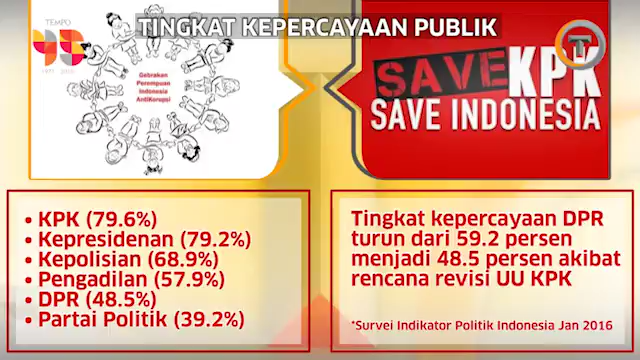 TINGKAT KEPERCAYAAN PUBLIK
TEMPO
Gebrakan
Perempuan
Indonesia
AntiKorupsi
SAVE KPK
SAVE INDONESIA
T
• KPK (79.6%)
• Kepresidenan (79.2%)
• Kepolisian (68.9%)
• Pengadilan (57.9%)
• DPR (48.5%)
• Partai Politik (39.2%)
Tingkat kepercayaan DPR
turun dari 59.2 persen
menjadi 48.5 persen akibat
rencana revisi UU KPK
*Survei Indikator Politik Indonesia Jan 2016